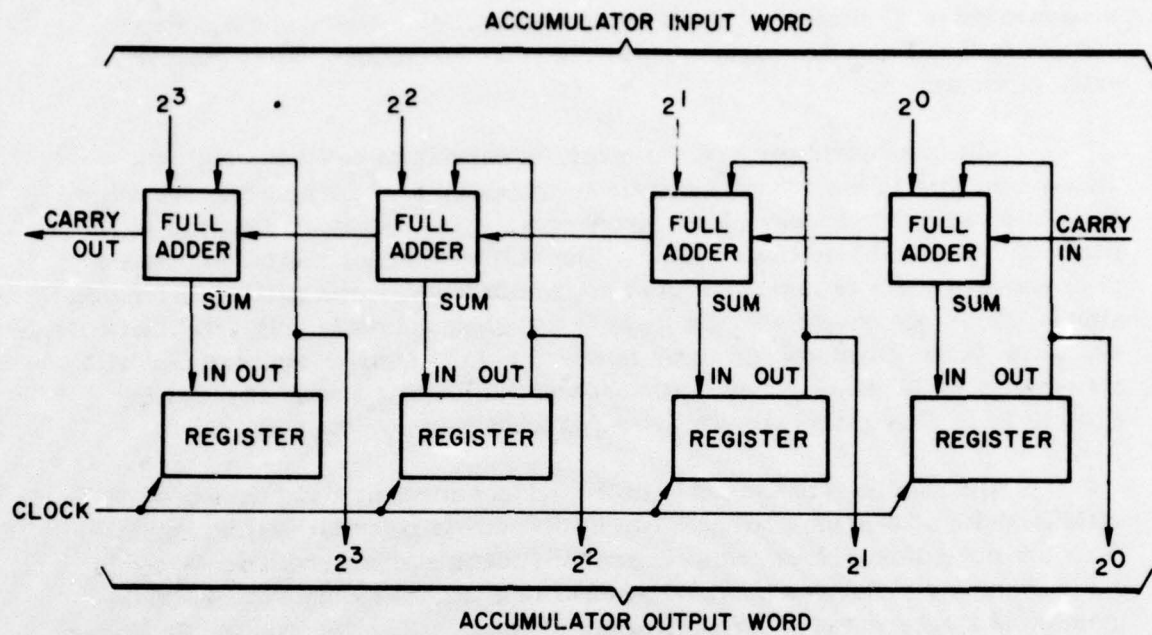 ACCUMULATOR INPUT WORD
2³ 2² 2¹ 2⁰
CARRY OUT
FULL ADDER
FULL ADDER
FULL ADDER
FULL ADDER
CARRY IN
SUM SUM SUM SUM
IN OUT IN OUT IN OUT IN OUT
REGISTER REGISTER REGISTER REGISTER
CLOCK
2³ 2² 2¹ 2⁰
ACCUMULATOR OUTPUT WORD